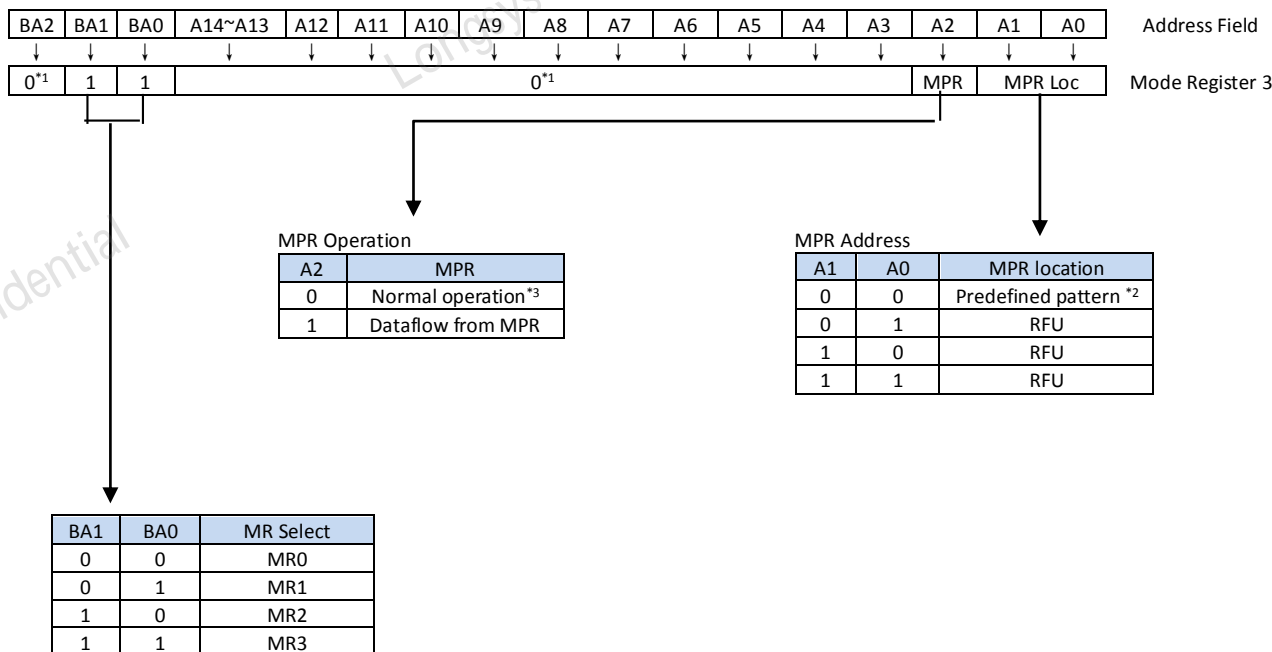 BA2 BA1 BA0 A14~A13 A12 A11 A10 A9 A8 A7 A6 A5 A4 A3 A2 A1 A0 Address Field
0*1 1 1 0*1 MPR MPR Loc Mode Register 3
Longsys
idential
MPR Operation
A2 MPR
0 Normal operation*3
1 Dataflow from MPR
MPR Address
A1 A0 MPR location
0 0 Predefined pattern *2
0 1 RFU
1 0 RFU
1 1 RFU
BA1 BA0 MR Select
0 0 MR0
0 1 MR1
1 0 MR2
1 1 MR3